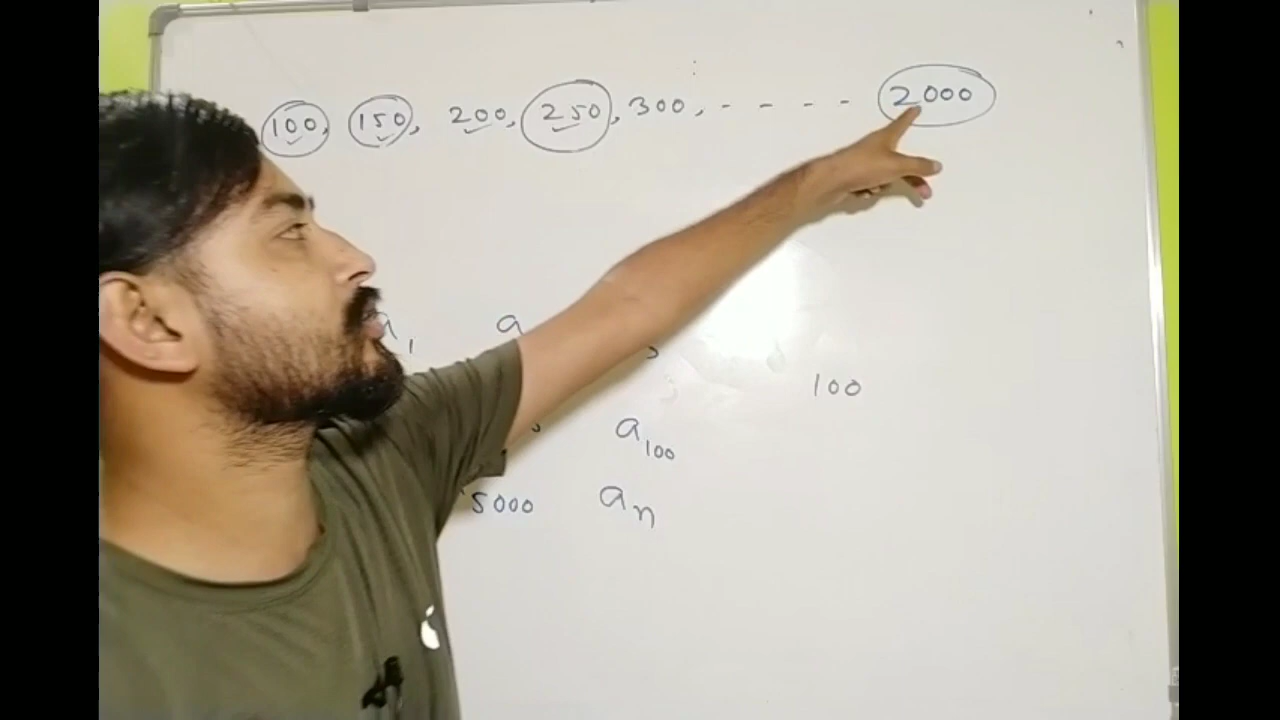 100, 150, 200, 250, 300, - - - - 2000
a₁ a
100
a₁₀₀
5000 aₙ